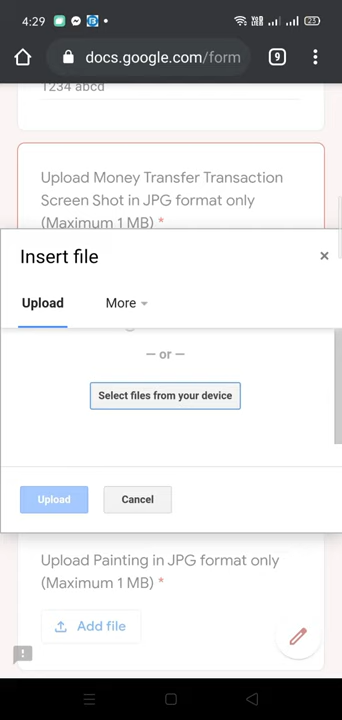 4:29
23
docs.google.com/form
9
1234 abcd
Upload Money Transfer Transaction
Screen Shot in JPG format only
(Maximum 1 MB) *
Insert file
×
Upload
More
— or —
Select files from your device
Upload
Cancel
Upload Painting in JPG format only
(Maximum 1 MB) *
Add file